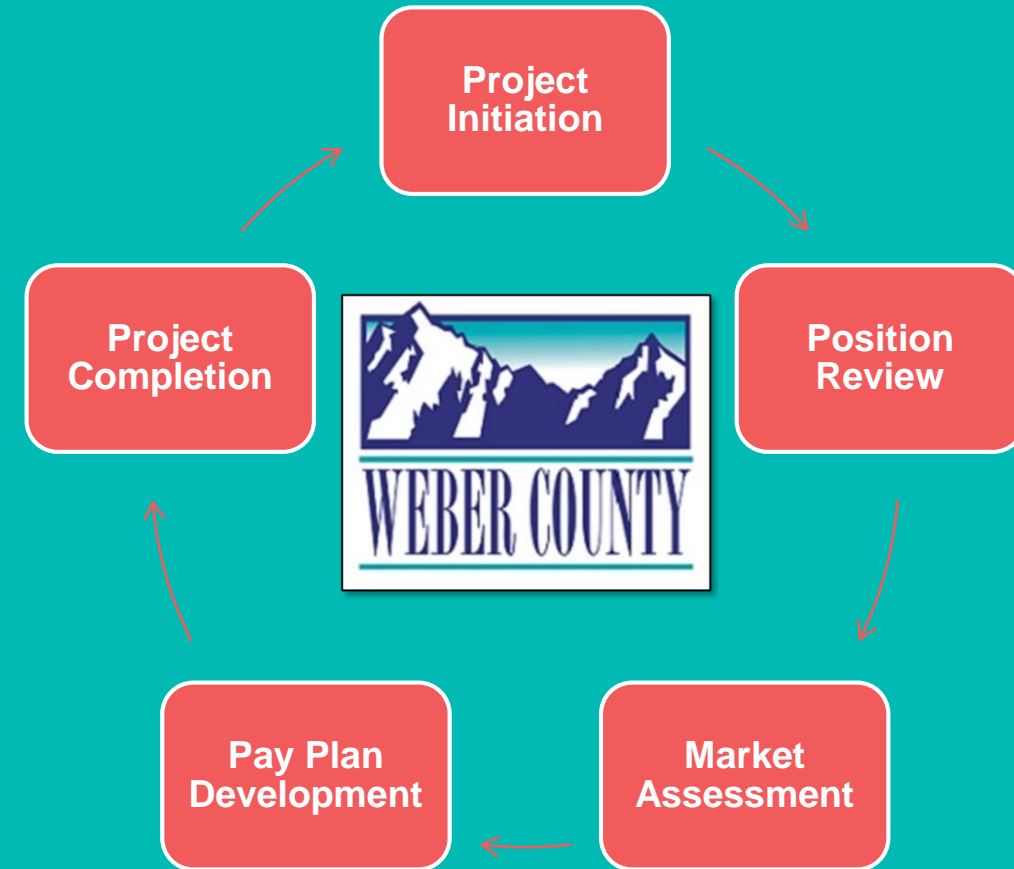 Project
Initiation
Position
Review
Market
Assessment
Pay Plan
Development
Project
Completion
WEBER COUNTY